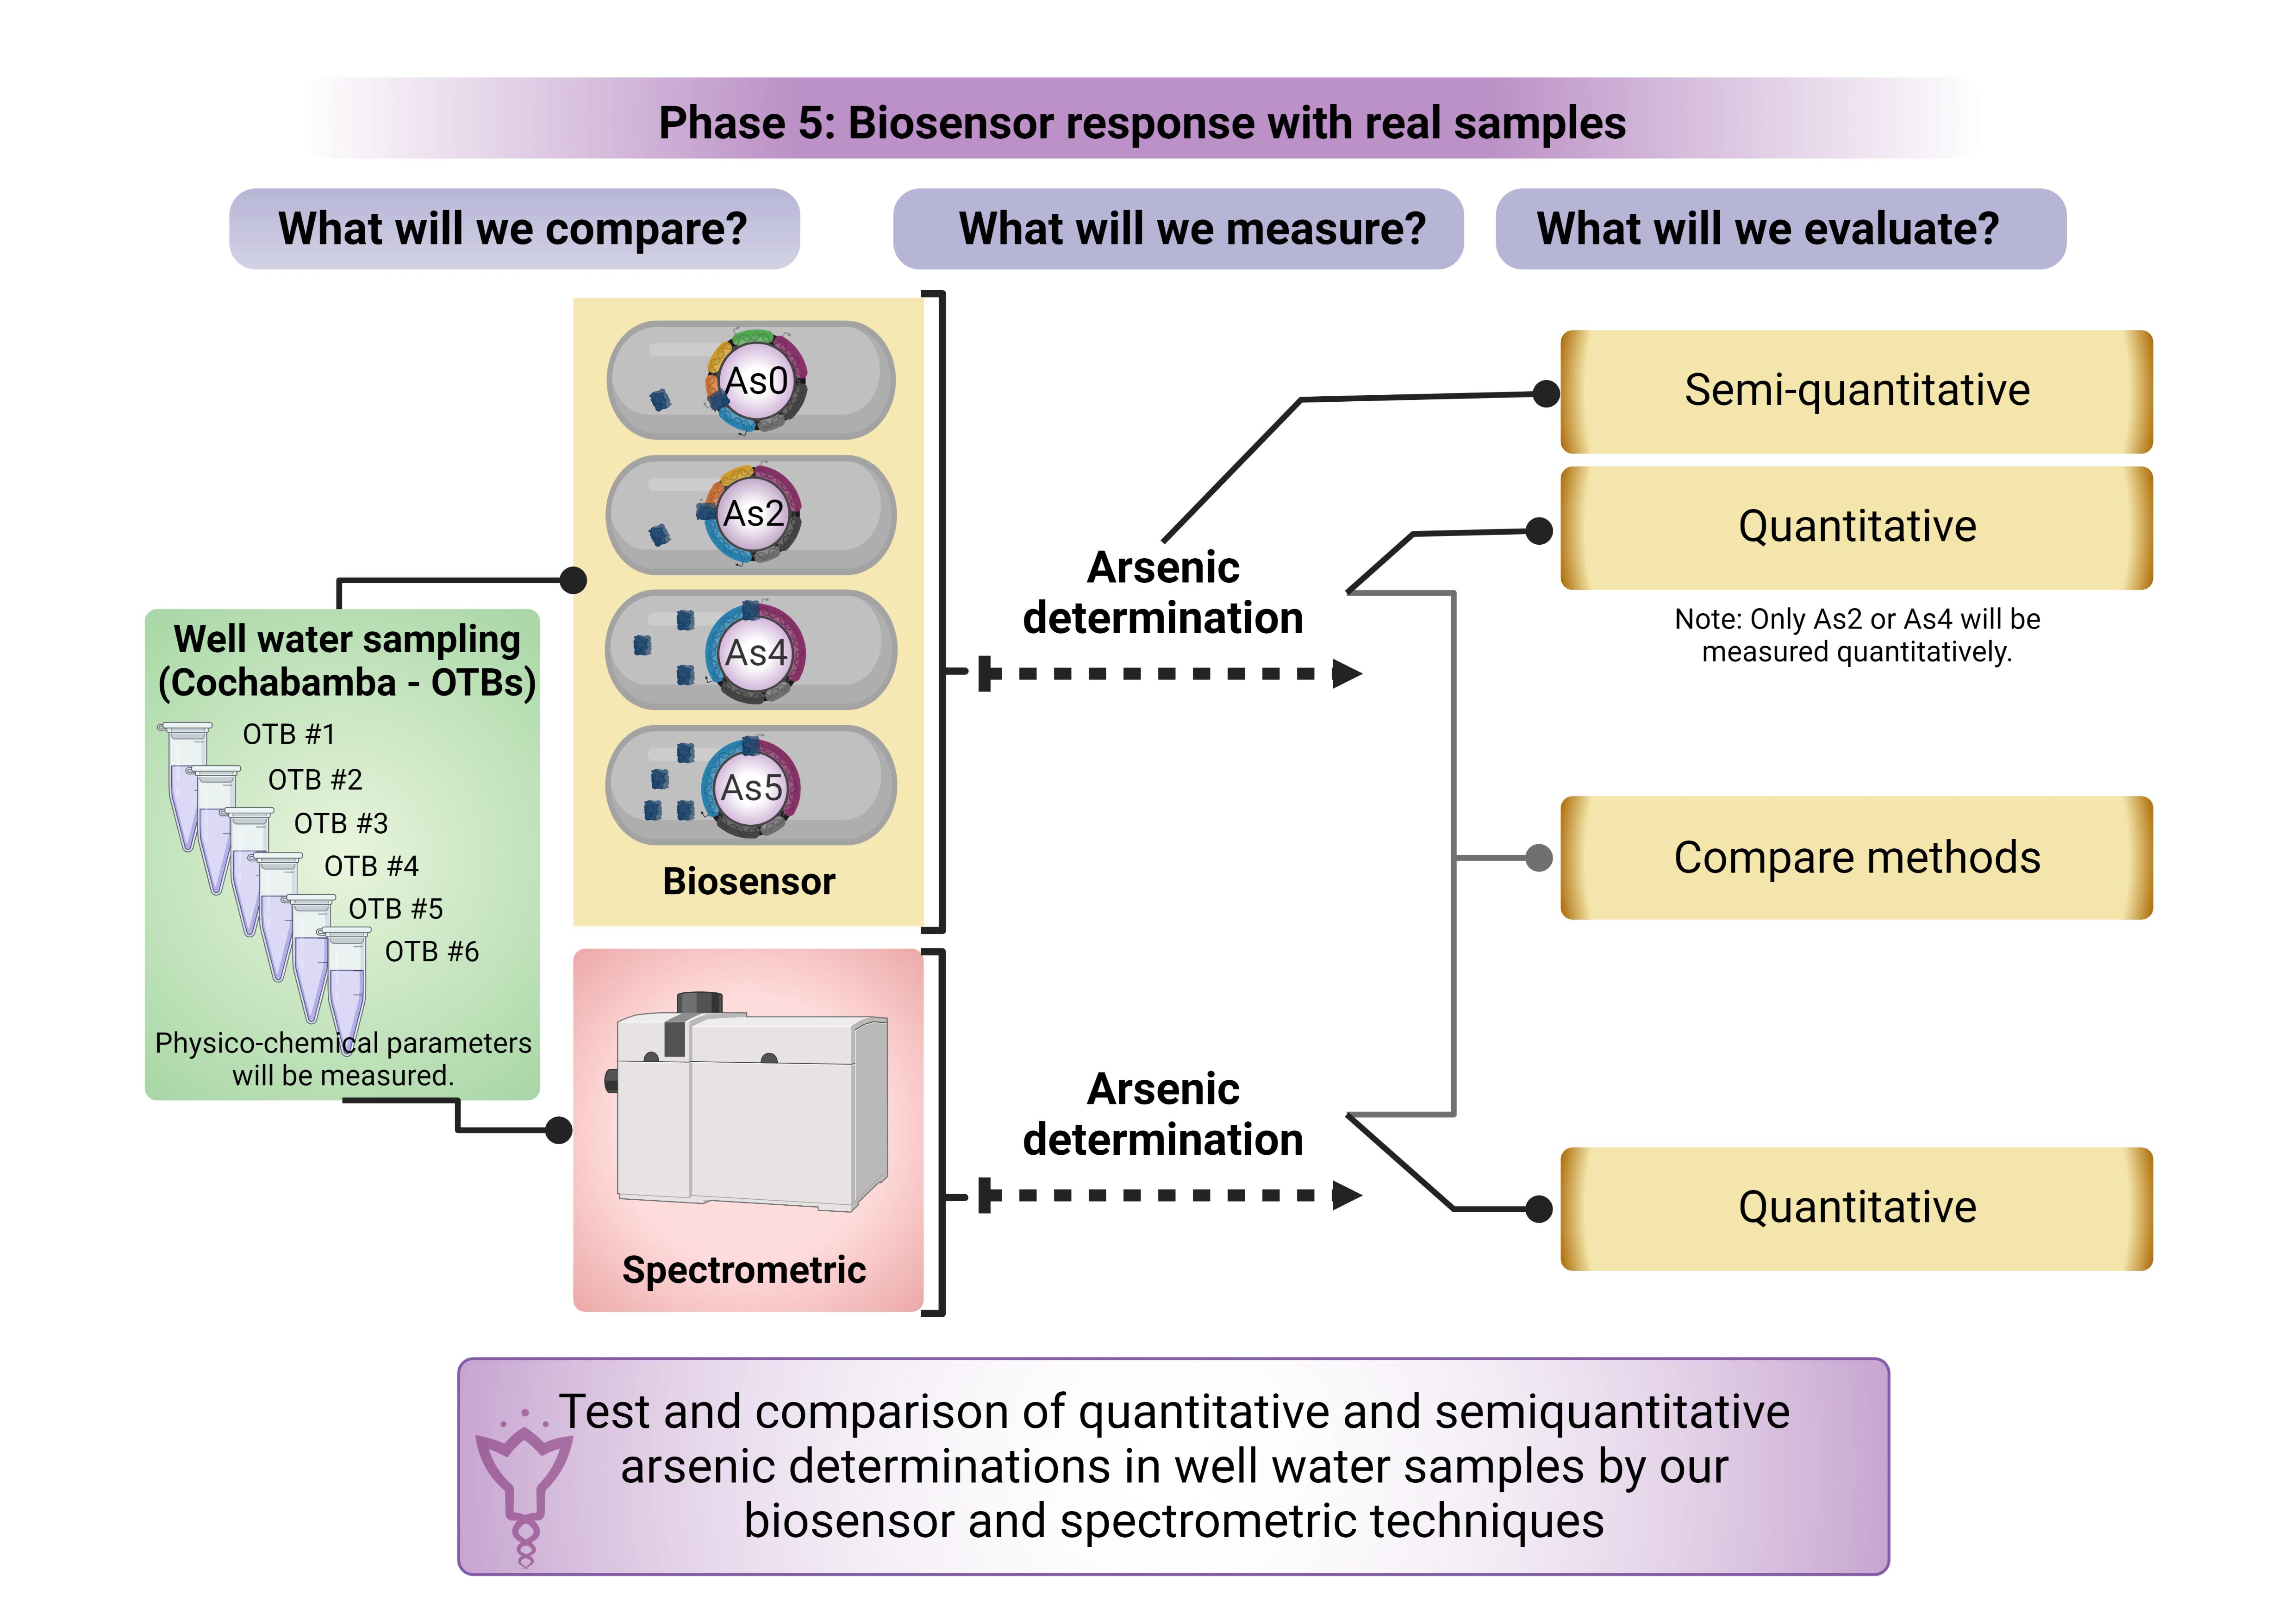 Phase 5: Biosensor response with real samples
What will we compare?
What will we measure?
What will we evaluate?
Well water sampling
(Cochabamba - OTBs)
OTB #1
OTB #2
OTB #3
OTB #4
OTB #5
OTB #6
Physico-chemical parameters
will be measured.
As0
As2
As4
As5
Biosensor
Spectrometric
Arsenic
determination
Arsenic
determination
Semi-quantitative
Quantitative
Note: Only As2 or As4 will be
measured quantitatively.
Compare methods
Quantitative
Test and comparison of quantitative and semiquantitative
arsenic determinations in well water samples by our
biosensor and spectrometric techniques